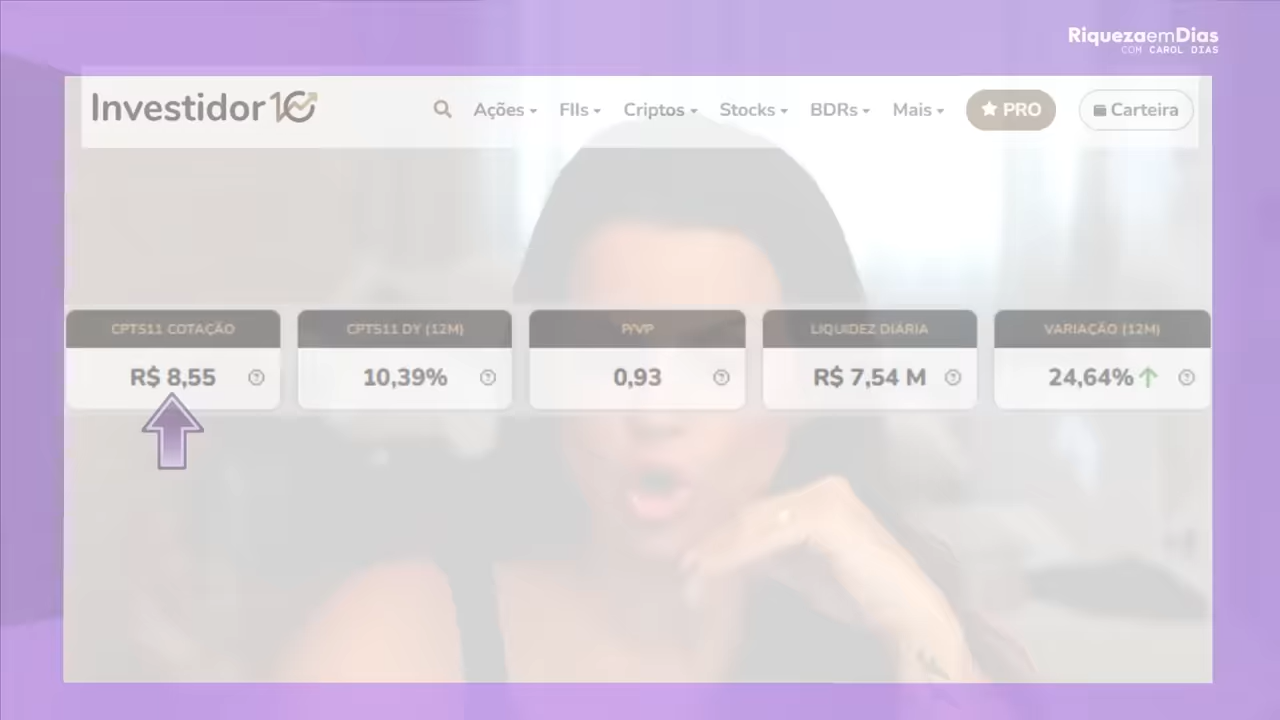 RiquezaemDias
COM CAROL DIAS
Investidor10
Ações
FIIs
Criptos
Stocks
BDRs
Mais
PRO
Carteira
CPTS11 COTAÇÃO
R$ 8,55
CPTS11 DY (12M)
10,39%
P/VP
0,93
LIQUIDEZ DIÁRIA
R$ 7,54 M
VARIAÇÃO (12M)
24,64%